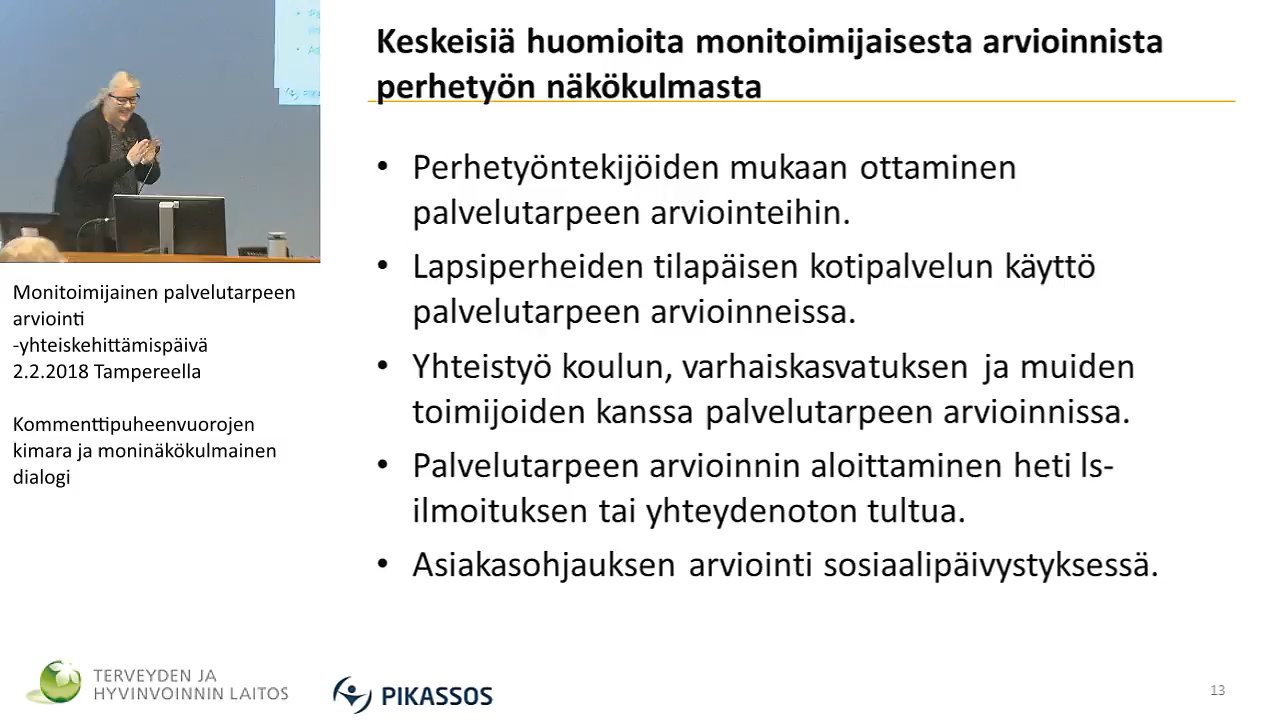 Keskeisiä huomioita monitoimijaisesta arvioinnista
perhetyön näkökulmasta
• Perhetyöntekijöiden mukaan ottaminen
palvelutarpeen arviointeihin.
• Lapsiperheiden tilapäisen kotipalvelun käyttö
palvelutarpeen arvioinneissa.
• Yhteistyö koulun, varhaiskasvatuksen ja muiden
toimijoiden kanssa palvelutarpeen arvioinnissa.
• Palvelutarpeen arvioinnin aloittaminen heti ls-
ilmoituksen tai yhteydenoton tultua.
• Asiakasohjauksen arviointi sosiaalipäivystyksessä.
Monitoimijainen palvelutarpeen
arviointi
-yhteiskehittämispäivä
2.2.2018 Tampereella
Kommenttipuheenvuorojen
kimara ja moninäkökulmainen
dialogi
TERVEYDEN JA
HYVINVOINNIN LAITOS
PIKASSOS
13